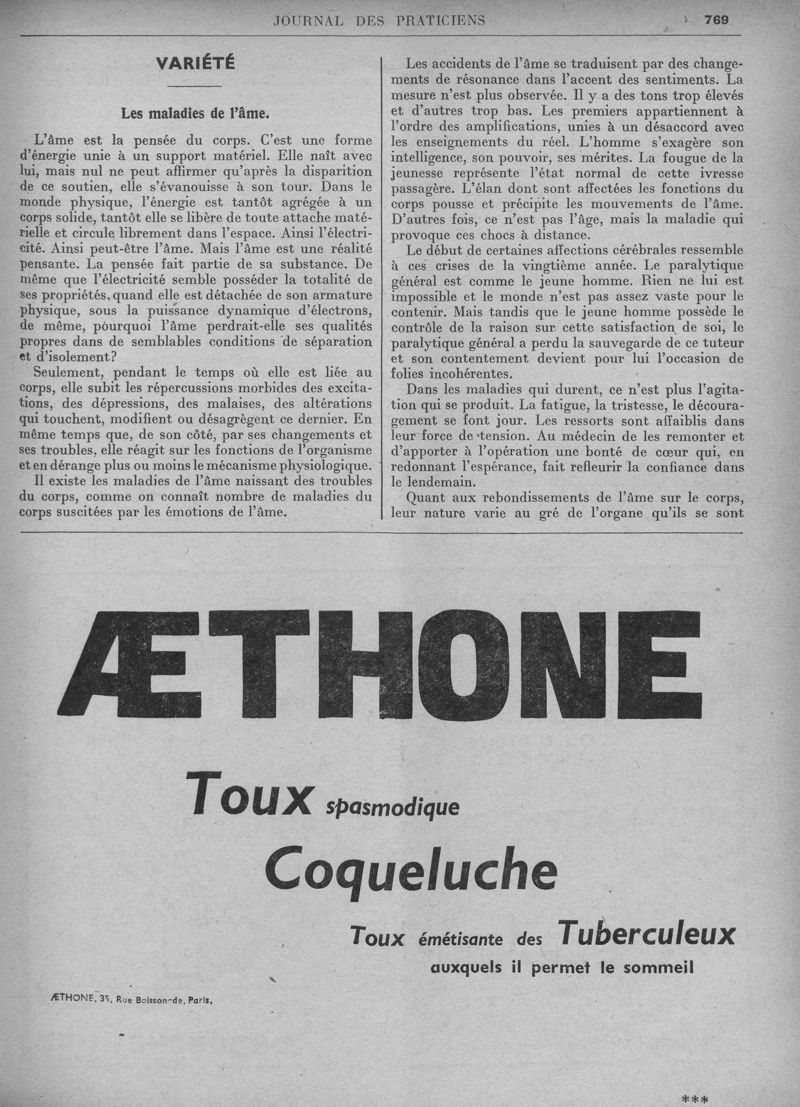 JOURNAL DES PRATICIENS 769
VARIÉTÉ
Les maladies de l'âme.
L'âme est la pensée du corps. C'est une forme
d'énergie unie à un support matériel. Elle naît avec
lui, mais nul ne peut affirmer qu'après la disparition
de ce soutien, elle s'évanouisse à son tour. Dans le
monde physique, l'énergie est tantôt agrégée à un
corps solide, tantôt elle se libère de toute attache maté-
rielle et circule librement dans l'espace. Ainsi l'électri-
cité. Ainsi peut-être l'âme. Mais l'âme est une réalité
pensante. La pensée fait partie de sa substance. De
même que l'électricité semble posséder la totalité de
ses propriétés, quand elle est détachée de son armature
physique, sous la puissance dynamique d'électrons,
de même, pourquoi l'âme perdrait-elle ses qualités
propres dans de semblables conditions de séparation
et d'isolement?
Seulement, pendant le temps où elle est liée au
corps, elle subit les répercussions morbides des excita-
tions, des dépressions, des malaises, des altérations
qui touchent, modifient ou désagrègent ce dernier. En
même temps que, de son côté, par ses changements et
ses troubles, elle réagit sur les fonctions de l'organisme
et en dérange plus ou moins le mécanisme physiologique.
Il existe les maladies de l'âme naissant des troubles
du corps, comme on connaît nombre de maladies du
corps suscitées par les émotions de l'âme.
Les accidents de l'âme se traduisent par des change-
ments de résonance dans l'accent des sentiments. La
mesure n'est plus observée. Il y a des tons trop élevés
et d'autres trop bas. Les premiers appartiennent à
l'ordre des amplifications, unies à un désaccord avec
les enseignements du réel. L'homme s'exagère son
intelligence, son pouvoir, ses mérites. La fougue de la
jeunesse représente l'état normal de cette ivresse
passagère. L'élan dont sont affectées les fonctions du
corps pousse et précipite les mouvements de l'âme.
D'autres fois, ce n'est pas l'âge, mais la maladie qui
provoque ces chocs à distance.
Le début de certaines affections cérébrales ressemble
à ces crises de la vingtième année. Le paralytique
général est comme le jeune homme. Rien ne lui est
impossible et le monde n'est pas assez vaste pour le
contenir. Mais tandis que le jeune homme possède le
contrôle de la raison sur cette satisfaction de soi, le
paralytique général a perdu la sauvegarde de ce tuteur
et son contentement devient pour lui l'occasion de
folies incohérentes.
Dans les maladies qui durent, ce n'est plus l'agita-
tion qui se produit. La fatigue, la tristesse, le découra-
gement se font jour. Les ressorts sont affaiblis dans
leur force de tension. Au médecin de les remonter et
d'apporter à l'opération une bonté de cœur qui, en
redonnant l'espérance, fait refleurir la confiance dans
le lendemain.
Quant aux rebondissements de l'âme sur le corps,
leur nature varie au gré de l'organe qu'ils se sont
ÆTHONE
Toux spasmodique
Coqueluche
Toux émétisante des Tuberculeux
auxquels il permet le sommeil
ÆTHONE, 35, Rue Boisson-de, Paris,
***